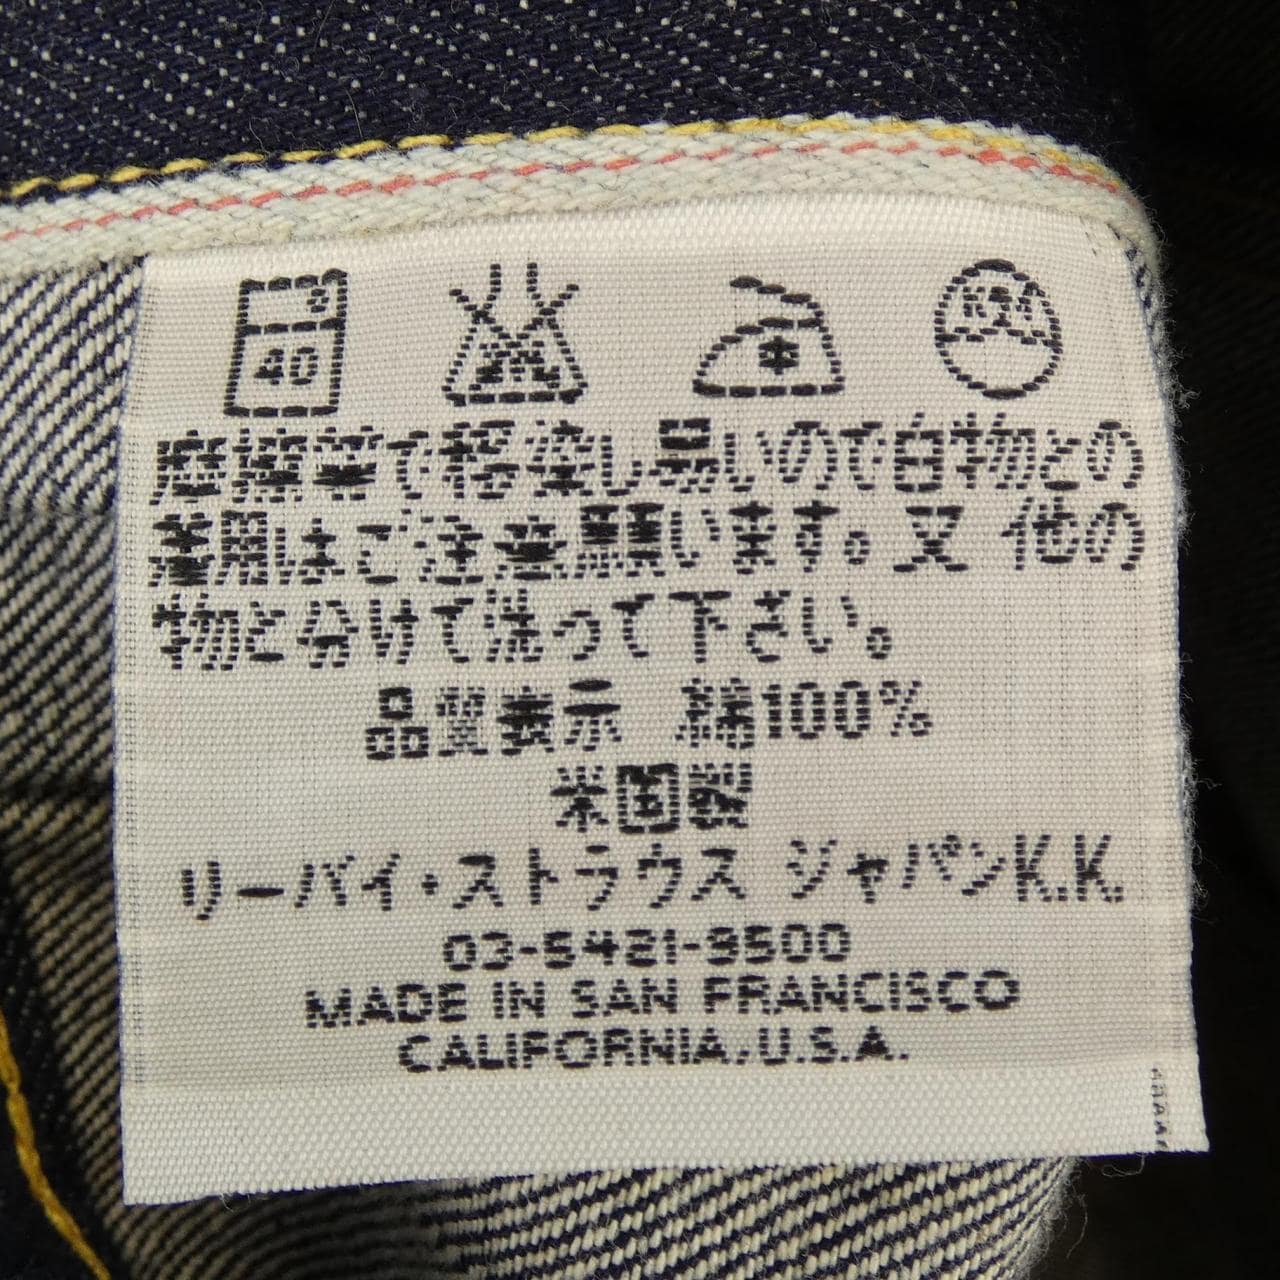 40
摩擦等で移染し易いので白物との
着用はご注意願います。又 他の
物と分けて洗って下さい。
品質表示 綿100%
米国製
リーバイ・ストラウス ジャパンK.K.
03-5421-9500
MADE IN SAN FRANCISCO
CALIFORNIA, U.S.A.